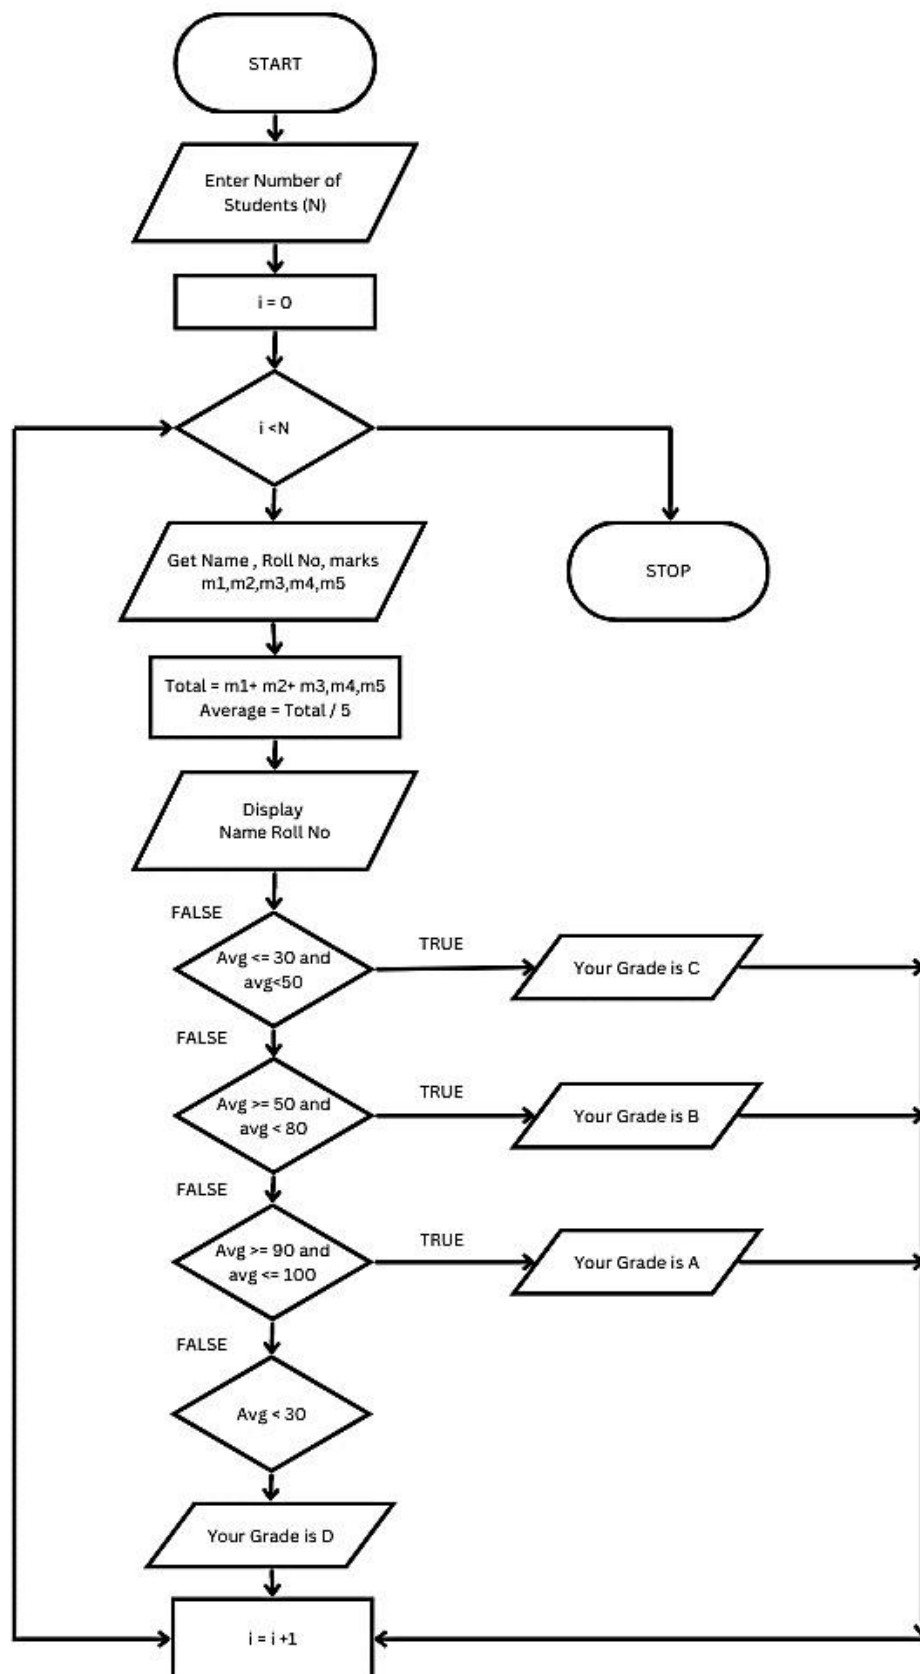 START
Enter Number of
Students (N)
i = 0
i <N
Get Name , Roll No, marks
m1,m2,m3,m4,m5
STOP
Total = m1+ m2+ m3,m4,m5
Average = Total / 5
Display
Name Roll No
FALSE
TRUE
Avg <= 30 and
avg<50
Your Grade is C
FALSE
TRUE
Avg >= 50 and
avg < 80
Your Grade is B
FALSE
TRUE
Avg >= 90 and
avg <= 100
Your Grade is A
FALSE
Avg < 30
Your Grade is D
i = i +1